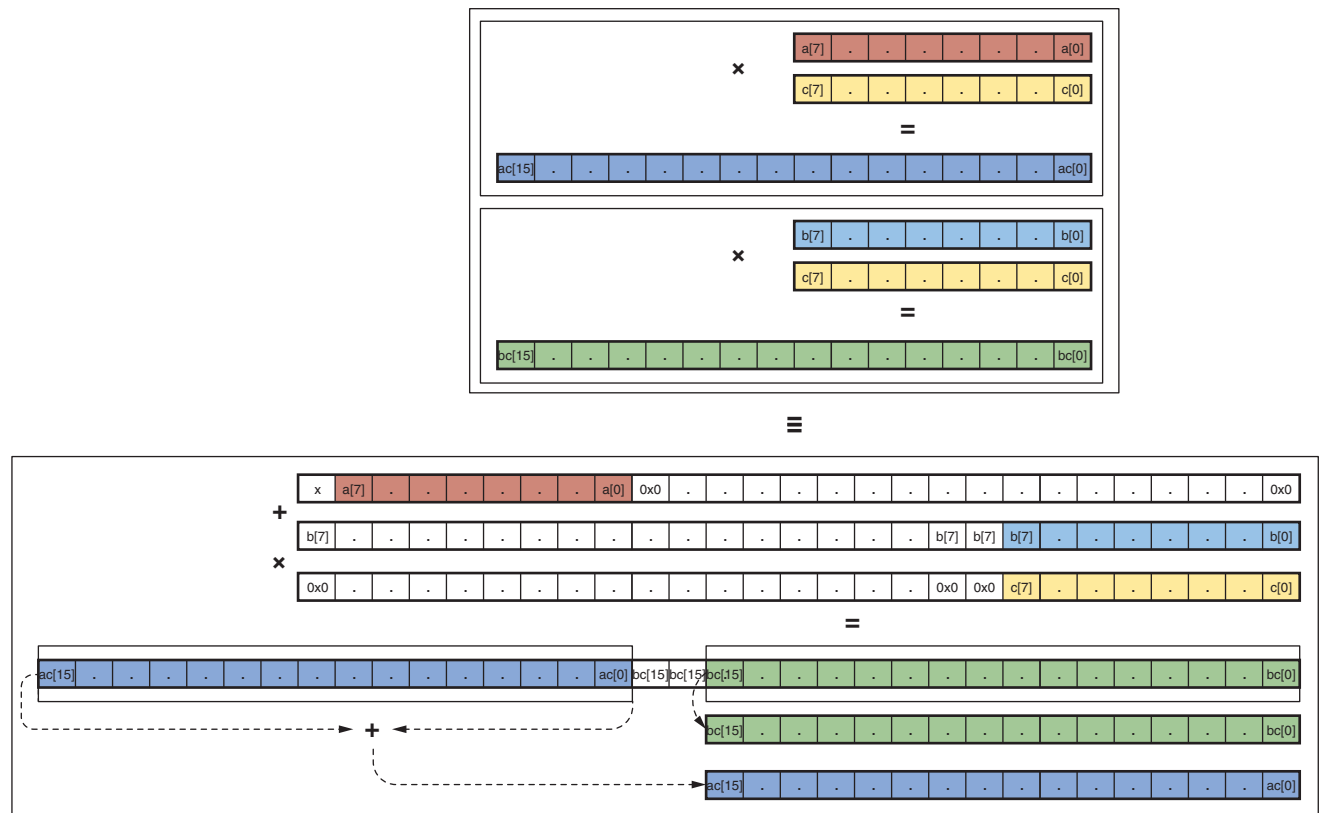 a[7] . . . . . . a[0]
×
c[7] . . . . . . c[0]
=
ac[15] . . . . . . . . . . . . . . ac[0]
b[7] . . . . . . b[0]
×
c[7] . . . . . . c[0]
=
bc[15] . . . . . . . . . . . . . . bc[0]
≡
x a[7] . . . . . . a[0] 0x0 . . . . . . . . . . . . . . . . 0x0
+
b[7] . . . . . . . . . . . . . . . . b[7] b[7] b[7] . . . . . . b[0]
×
0x0 . . . . . . . . . . . . . . . . 0x0 0x0 c[7] . . . . . . c[0]
=
ac[15] . . . . . . . . . . . . . . ac[0] bc[15] bc[15] bc[15] . . . . . . . . . . . . . . bc[0]
+
bc[15] . . . . . . . . . . . . . . bc[0]
ac[15] . . . . . . . . . . . . . . ac[0]